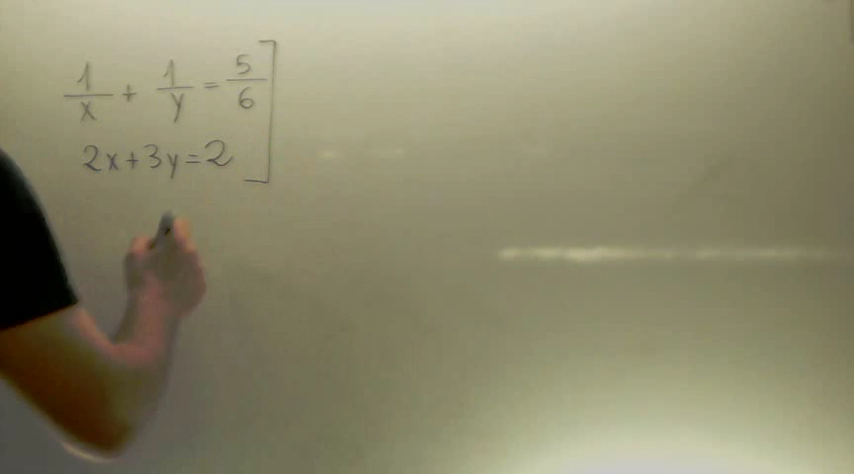 1/x + 1/y = 5/6
2x+3y=2